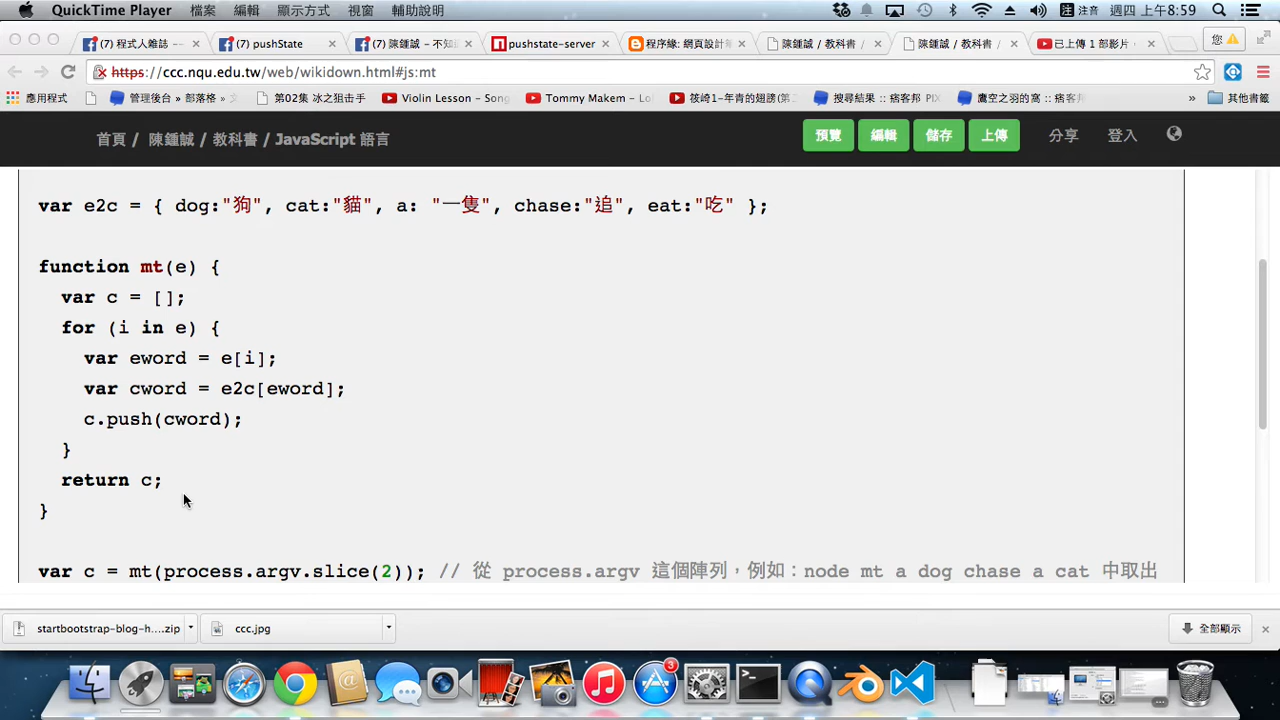 QuickTime Player 檔案 編輯 顯示方式 視窗 輔助說明 注音 週四 上午8:59
(7) 程式人雜誌 -- (7) pushState (7) 陳鍾誠 - 不知 pushstate-server 程序緣: 網頁設計 陳鍾誠 / 教科書 / 陳鍾誠 / 教科書 / 已上傳 1 部影片 您
https://ccc.nqu.edu.tw/web/wikidown.html#js:mt
應用程式 管理後台 » 部落格 » 第02集 冰之狙击手 Violin Lesson - Song Tommy Makem - Lo 筷崎1-年青的翅膀(第 搜尋結果 :: 痞客邦 PIX 鷹空之羽的窩 :: 痞客 » 其他書籤
首頁 / 陳鍾誠 / 教科書 / JavaScript 語言 預覽 編輯 儲存 上傳 分享 登入
var e2c = { dog:"狗", cat:"貓", a: "一隻", chase:"追", eat:"吃" };
function mt(e) {
var c = [];
for (i in e) {
var eword = e[i];
var cword = e2c[eword];
c.push(cword);
}
return c;
}
var c = mt(process.argv.slice(2)); // 從 process.argv 這個陣列，例如：node mt a dog chase a cat 中取出
startbootstrap-blog-h....zip ccc.jpg 全部顯示
3